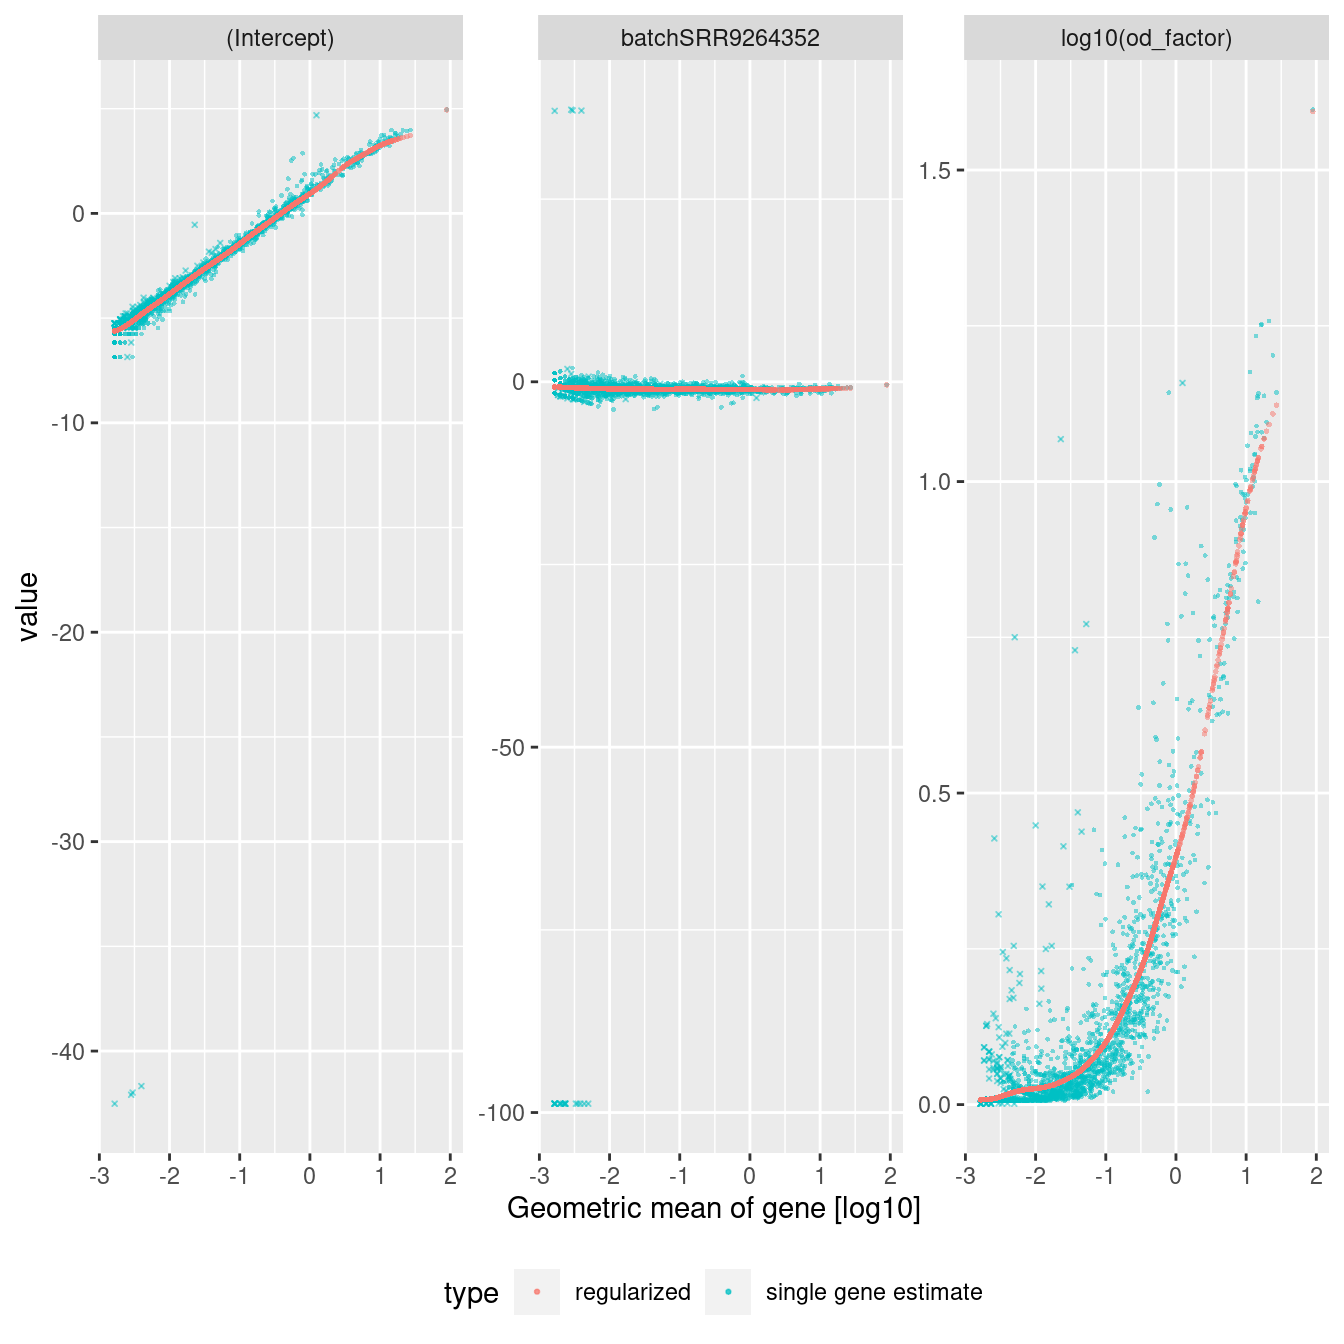 (Intercept) batchSRR9264352 log10(od_factor)
value
0
-10
-20
-30
-40
0
-50
-100
1.5
1.0
0.5
0.0
-3 -2 -1 0 1 2 -3 -2 -1 0 1 2 -3 -2 -1 0 1 2
Geometric mean of gene [log10]
type regularized single gene estimate